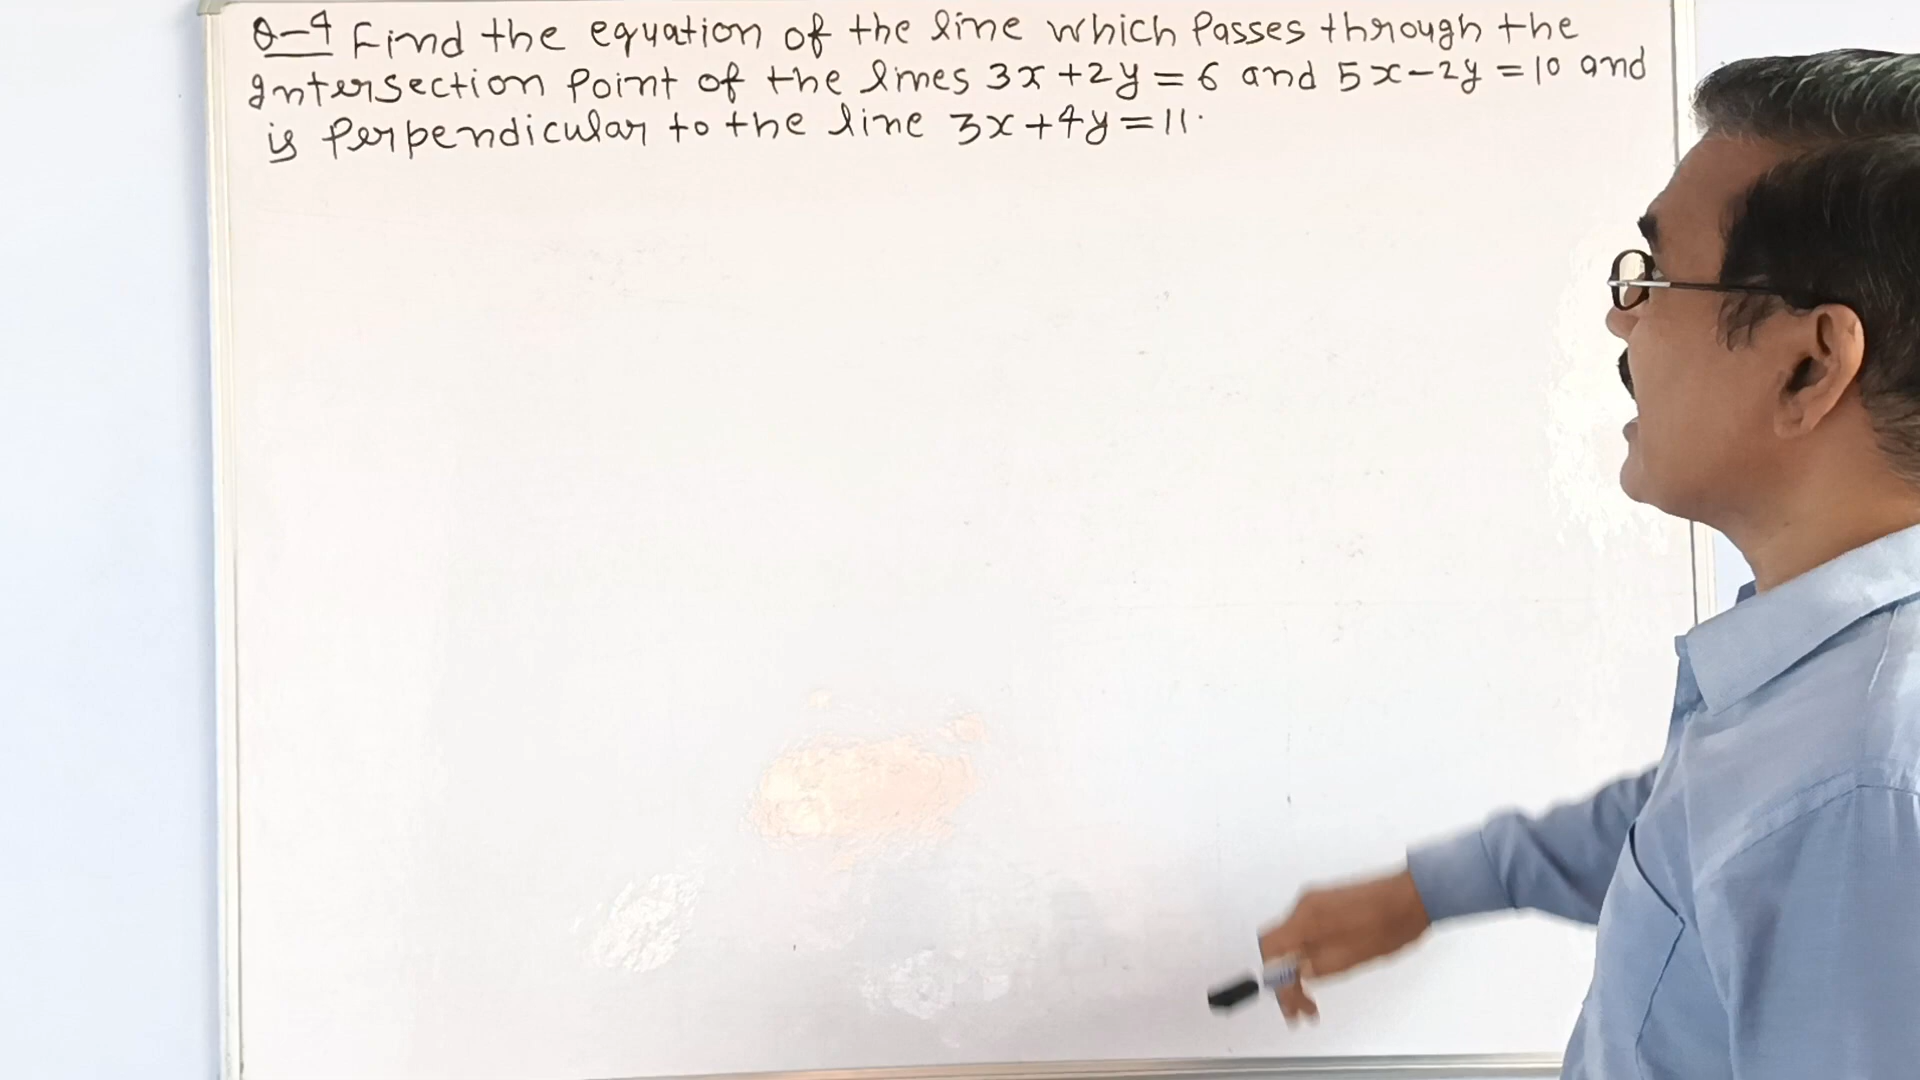 Q-4 Find the equation of the line which Passes through the
Intersection Point of the lines 3x+2y=6 and 5x-2y=10 and
is Perpendicular to the line 3x+4y=11.